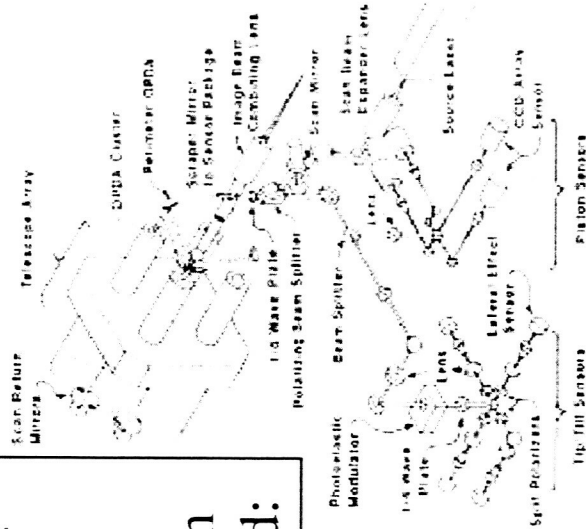 n
d:
Telescope Array
Scan Return
Mirrors
OPDA Cluster
Perimeter OPDA
Scraper Mirror
to Sensor Package
Image Beam
Combining Lens
Scan Mirror
Scan Beam
Expander Lens
Source Laser
CCD Array
Sensor
1/4 Wave Plate
Polarizing Beam Splitter
Beam Splitter
Lens
Photoelastic
Modulator
Lens
1/4 Wave
Plate
Lateral Effect
Sensor
Spot Polarizers
Tip/Tilt Sensors
Piston Sensors